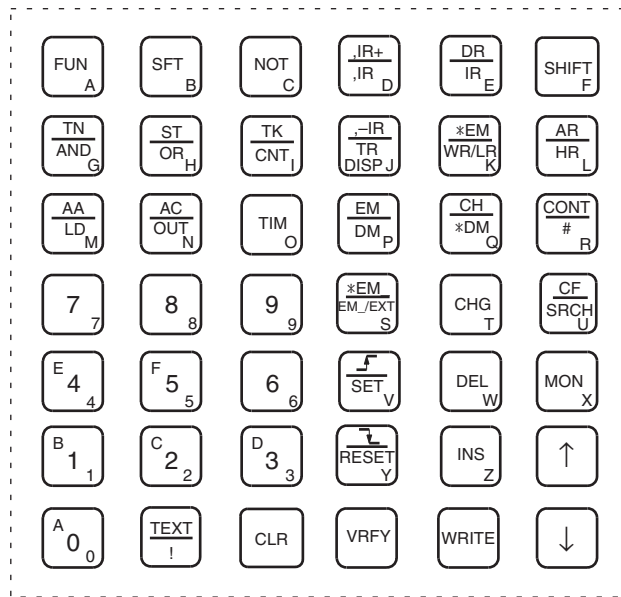 FUN A SFT B NOT C ,IR+ ,IR D DR IR E SHIFT F
TN AND G ST OR H TK CNT I ,–IR TR DISP J *EM WR/LR K AR HR L
AA LD M AC OUT N TIM O EM DM P CH *DM Q CONT # R
7 7 8 8 9 9 *EM_ EM_/EXT S CHG T CF SRCH U
E 4 4 F 5 5 6 6 SET V DEL W MON X
B 1 1 C 2 2 D 3 3 RESET Y INS Z ↑
A 0 0 TEXT ! CLR VRFY WRITE ↓